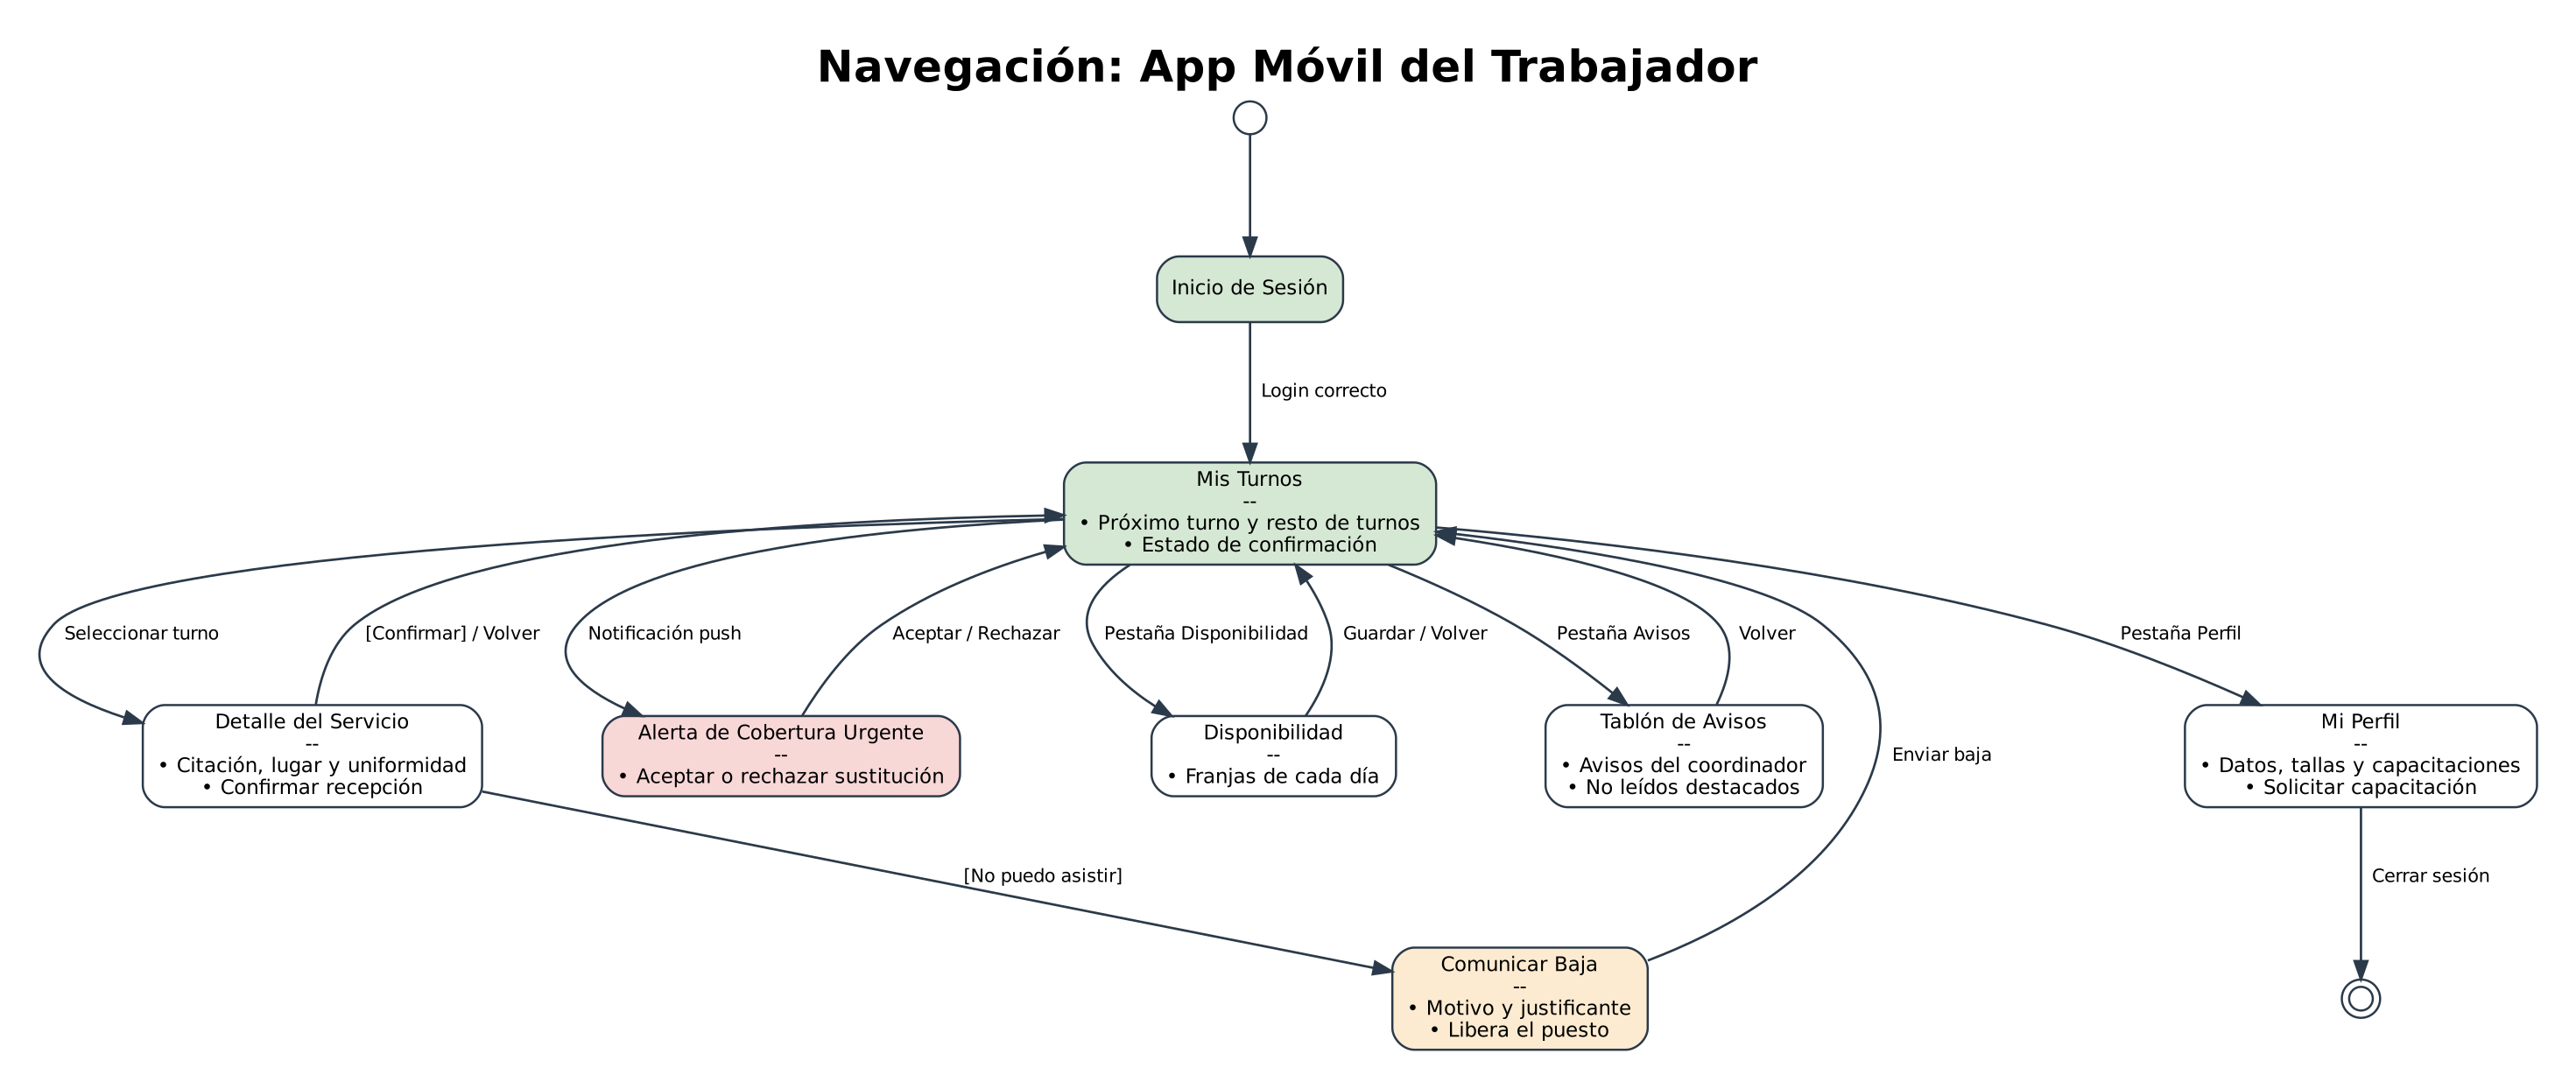 Navegación: App Móvil del Trabajador
Inicio de Sesión
Login correcto
Mis Turnos
--
• Próximo turno y resto de turnos
• Estado de confirmación
Seleccionar turno
[Confirmar] / Volver
Notificación push
Aceptar / Rechazar
Pestaña Disponibilidad
Guardar / Volver
Pestaña Avisos
Volver
Pestaña Perfil
Detalle del Servicio
--
• Citación, lugar y uniformidad
• Confirmar recepción
Alerta de Cobertura Urgente
--
• Aceptar o rechazar sustitución
Disponibilidad
--
• Franjas de cada día
Tablón de Avisos
--
• Avisos del coordinador
• No leídos destacados
Enviar baja
Mi Perfil
--
• Datos, tallas y capacitaciones
• Solicitar capacitación
[No puedo asistir]
Cerrar sesión
Comunicar Baja
--
• Motivo y justificante
• Libera el puesto